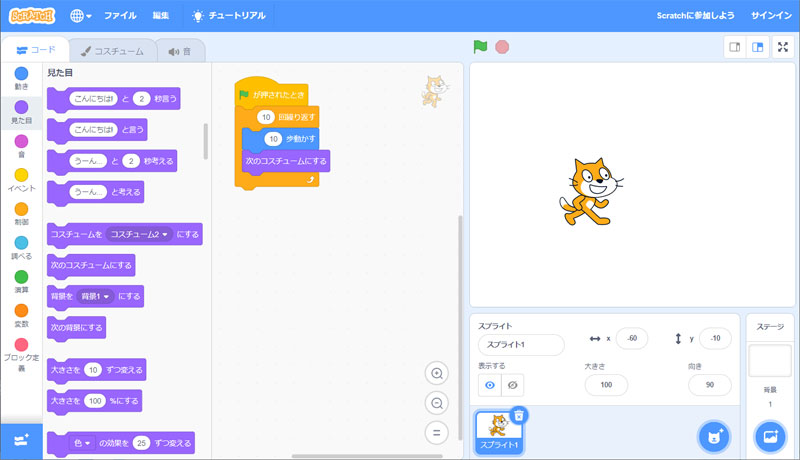 SCRATCH
ファイル
編集
チュートリアル
Scratchに参加しよう
サインイン
コード
コスチューム
音
動き
見た目
音
イベント
制御
調べる
演算
変数
ブロック定義
見た目
こんにちは! と 2 秒言う
こんにちは! と言う
うーん... と 2 秒考える
うーん... と考える
コスチュームを コスチューム2 にする
次のコスチュームにする
背景を 背景1 にする
次の背景にする
大きさを 10 ずつ変える
大きさを 100 %にする
色 の効果を 25 ずつ変える
が押されたとき
10 回繰り返す
10 歩動かす
次のコスチュームにする
スプライト
スプライト1
x -60
y -10
表示する
大きさ 100
向き 90
スプライト1
ステージ
背景
1